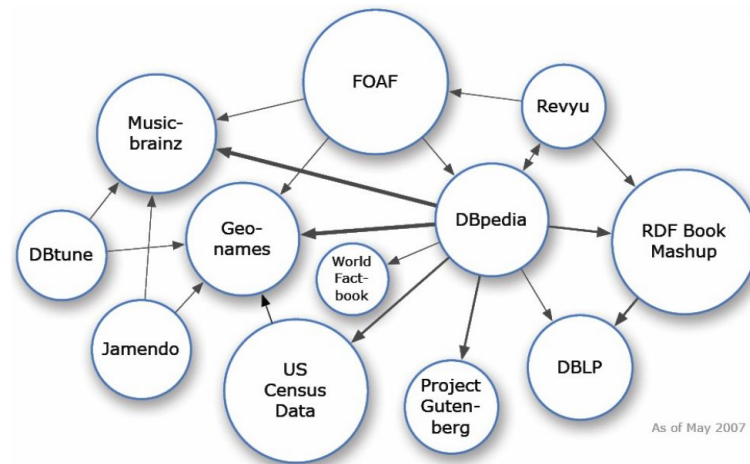 FOAF
Music-
brainz
Revyu
DBpedia
RDF Book
Mashup
Geo-
names
DBtune
World
Fact-
book
Jamendo
US
Census
Data
Project
Guten-
berg
DBLP
As of May 2007